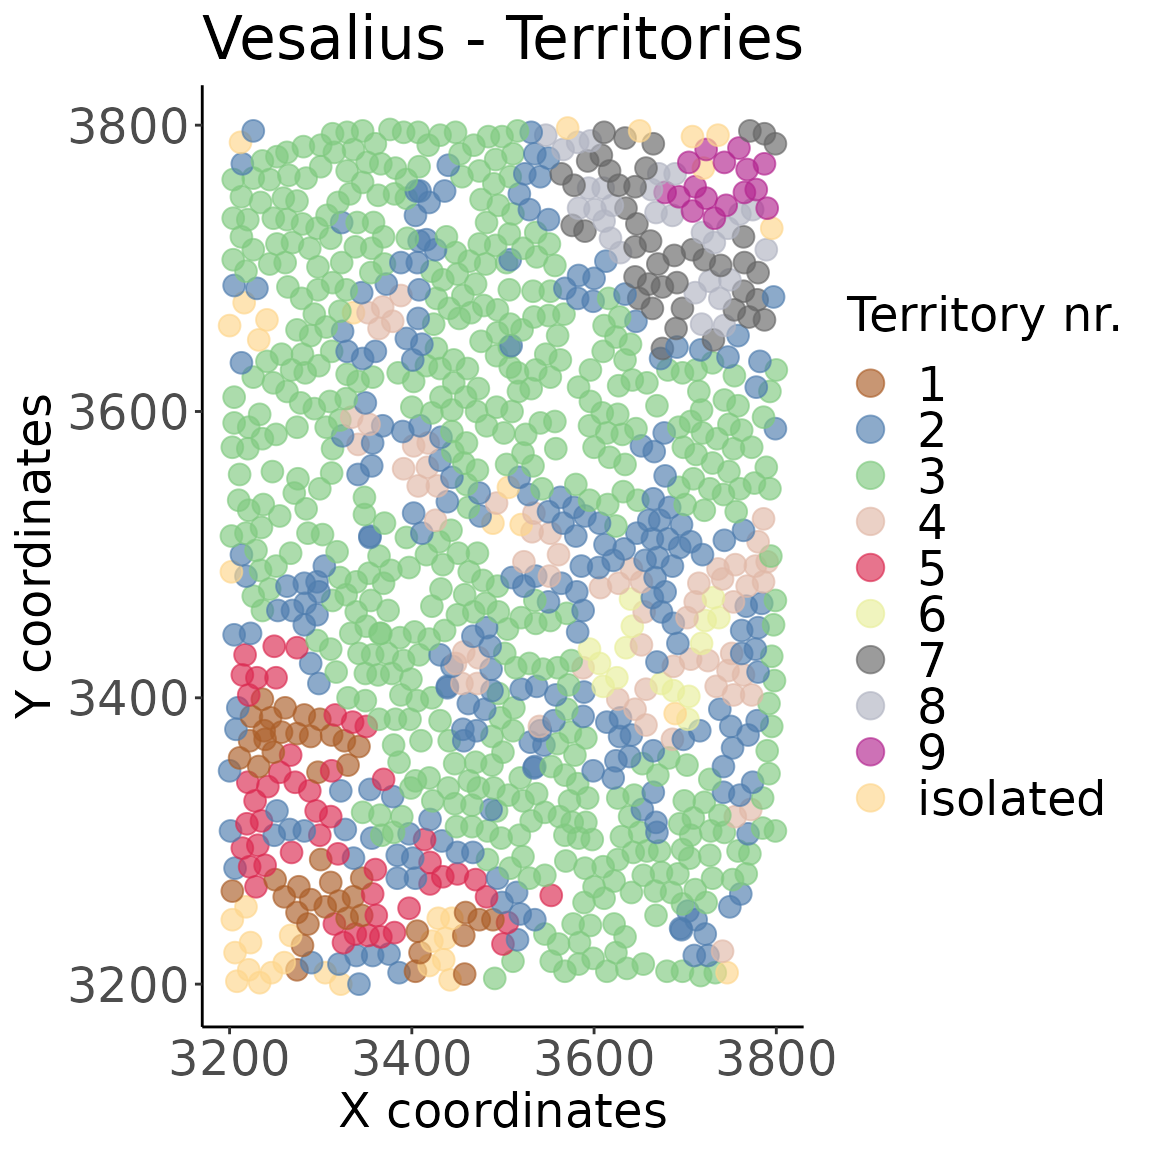 Vesalius - Territories
3800
3600
3400
3200
Y coordinates
3200 3400 3600 3800
X coordinates
Territory nr.
1
2
3
4
5
6
7
8
9
isolated